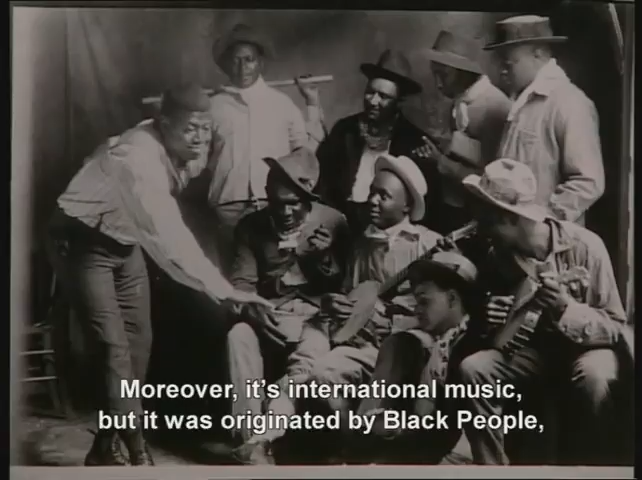 Moreover, it's international music,
but it was originated by Black People,